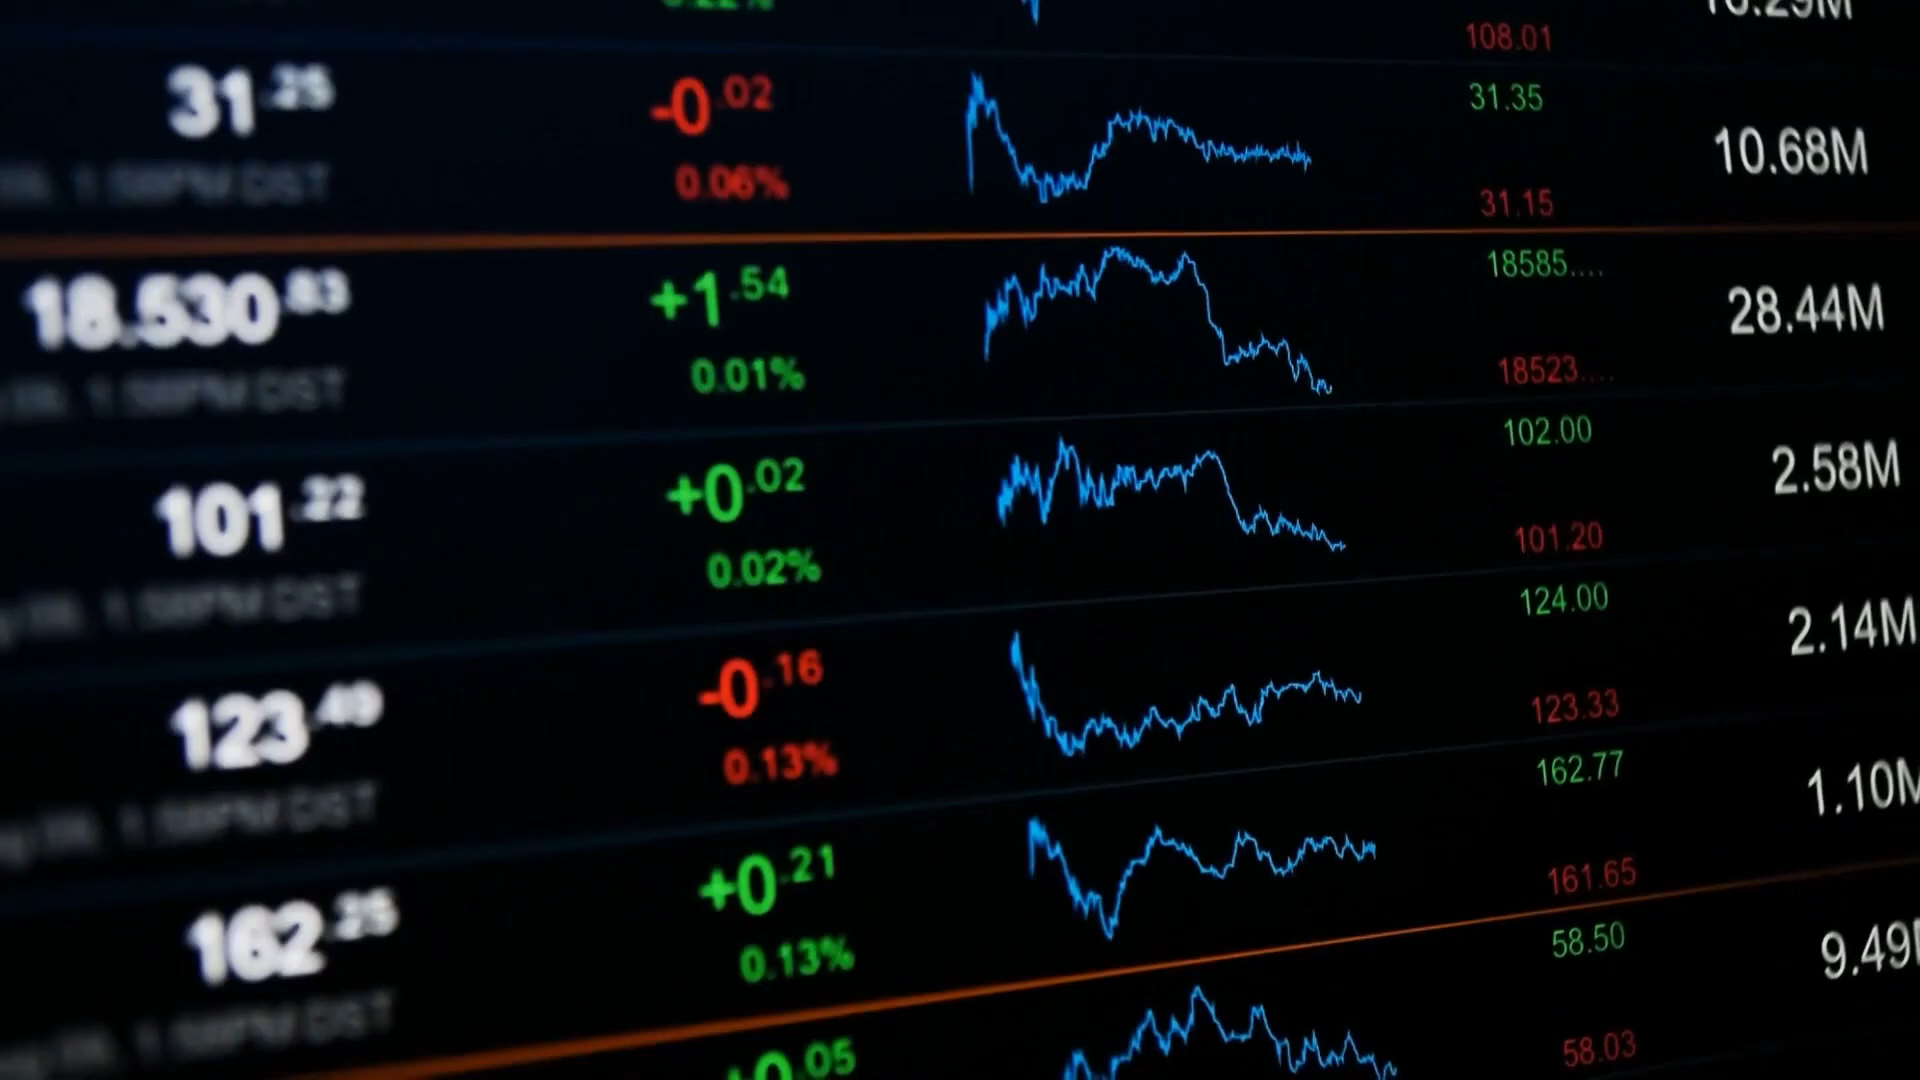 0.22%
108.01
31.25 -0.02 31.35
0.06% 31.15 10.68M
18.530.83 +1.54 18585.... 28.44M
0.01% 18523....
101.22 +0.02 102.00 2.58M
0.02% 101.20
123.49 -0.16 124.00 2.14M
0.13% 123.33
162.25 +0.21 162.77 1.10M
0.13% 161.65
+0.05 58.50 9.49M
58.03